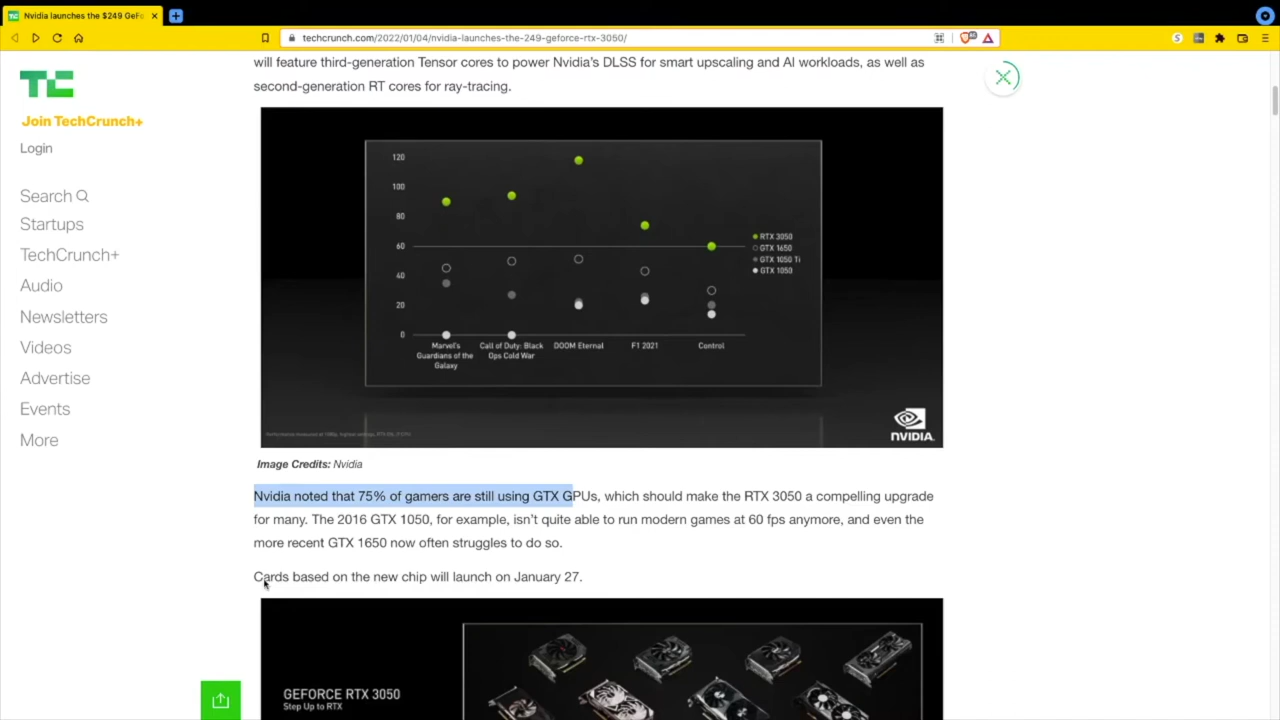 Nvidia launches the $249 GeFo
techcrunch.com/2022/01/04/nvidia-launches-the-249-geforce-rtx-3050/
TC
Join TechCrunch+
Login
Search
Startups
TechCrunch+
Audio
Newsletters
Videos
Advertise
Events
More
will feature third-generation Tensor cores to power Nvidia's DLSS for smart upscaling and AI workloads, as well as
second-generation RT cores for ray-tracing.
120
100
80
60
40
20
0
Marvel's
Guardians of the
Galaxy
Call of Duty: Black
Ops Cold War
DOOM Eternal
F1 2021
Control
RTX 3050
GTX 1650
GTX 1050 Ti
GTX 1050
NVIDIA.
Image Credits: Nvidia
Nvidia noted that 75% of gamers are still using GTX GPUs, which should make the RTX 3050 a compelling upgrade
for many. The 2016 GTX 1050, for example, isn't quite able to run modern games at 60 fps anymore, and even the
more recent GTX 1650 now often struggles to do so.
Cards based on the new chip will launch on January 27.
GEFORCE RTX 3050
Step Up to RTX